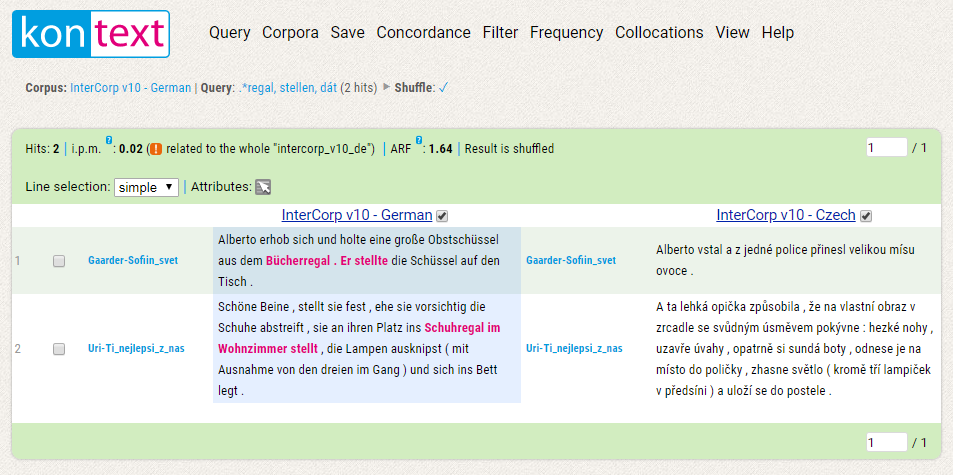 kontext
Query Corpora Save Concordance Filter Frequency Collocations View Help
Corpus: InterCorp v10 - German | Query: .*regal, stellen, dát (2 hits) ▶ Shuffle: ✓
Hits: 2 | i.p.m. ?: 0.02 (! related to the whole "intercorp_v10_de") | ARF ?: 1.64 | Result is shuffled
1 / 1
Line selection: simple ▼ | Attributes:
InterCorp v10 - German
InterCorp v10 - Czech
1
Gaarder-Sofiin_svet
Alberto erhob sich und holte eine große Obstschüssel
aus dem Bücherregal . Er stellte die Schüssel auf den
Tisch .
Gaarder-Sofiin_svet
Alberto vstal a z jedné police přinesl velikou mísu
ovoce .
2
Uri-Ti_nejlepsi_z_nas
Schöne Beine , stellt sie fest , ehe sie vorsichtig die
Schuhe abstreift , sie an ihren Platz ins Schuhregal im
Wohnzimmer stellt , die Lampen ausknipst ( mit
Ausnahme von den dreien im Gang ) und sich ins Bett
legt .
Uri-Ti_nejlepsi_z_nas
A ta lehká opička způsobila , že na vlastní obraz v
zrcadle se svůdným úsměvem pokývne : hezké nohy ,
uzavře úvahy , opatrně si sundá boty , odnese je na
místo do poličky , zhasne světlo ( kromě tří lampiček
v předsíni ) a uloží se do postele .
1 / 1